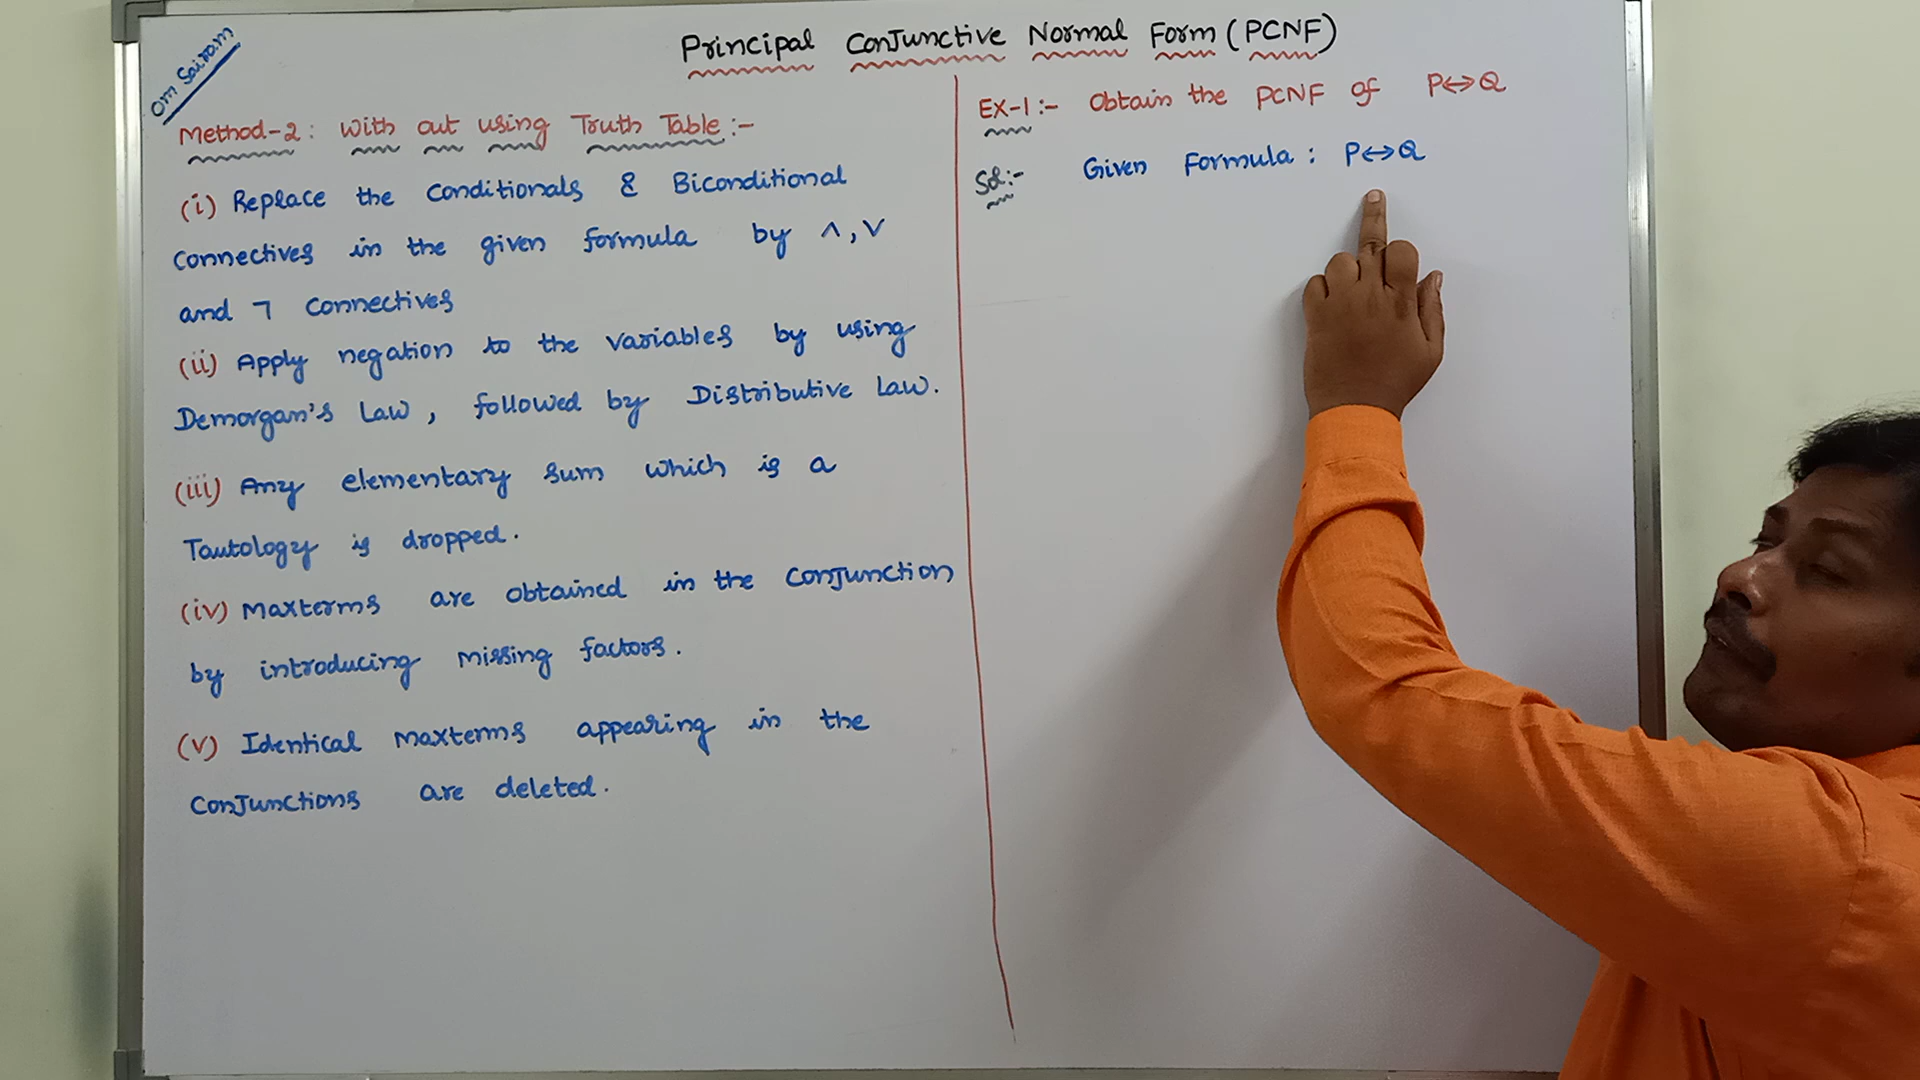 Om Sairam
Principal Conjunctive Normal Form (PCNF)
Method-2: With out using Truth Table:-
(i) Replace the Conditionals & Biconditional
Connectives in the given formula by ∧, ∨
and ⅂ Connectives
(ii) Apply negation to the variables by using
Demorgan's Law, followed by Distributive Law.
(iii) Any elementary sum which is a
Tautology is dropped.
(iv) Maxterms are obtained in the Conjunction
by introducing missing factors.
(v) Identical Maxterms appearing in the
Conjunctions are deleted.
EX-1:- Obtain the PCNF of P↔Q
Sol:- Given Formula: P↔Q